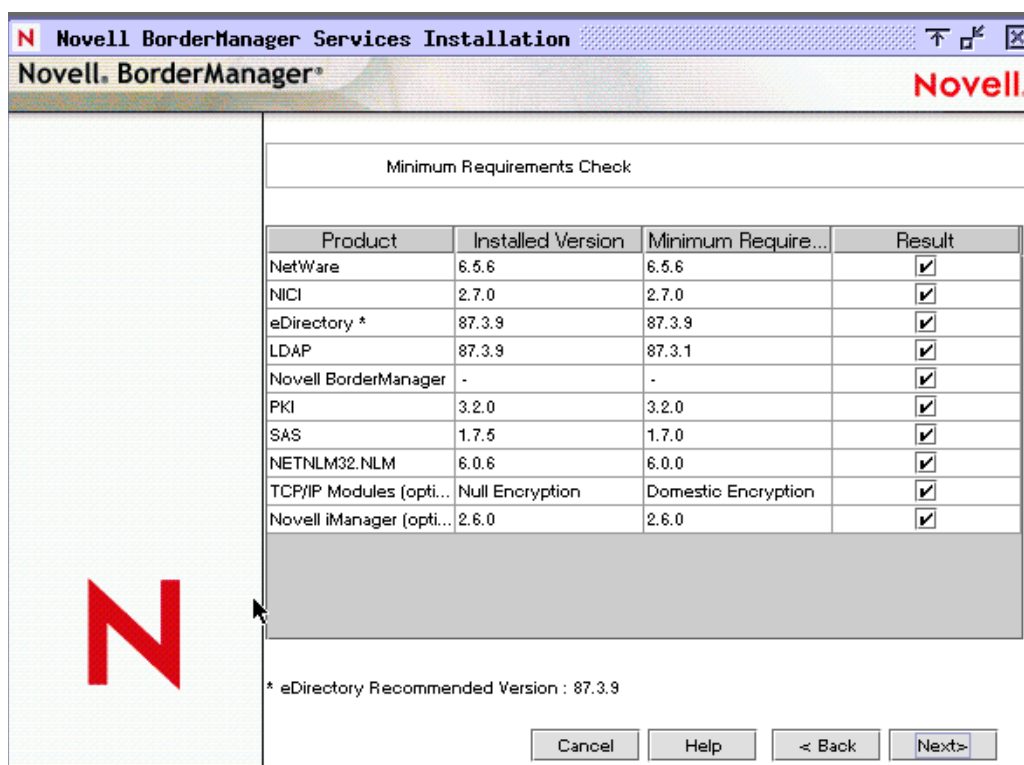 N Novell BorderManager Services Installation
Novell. BorderManager®
Novell.
Minimum Requirements Check
Product Installed Version Minimum Require... Result
NetWare 6.5.6 6.5.6
NICI 2.7.0 2.7.0
eDirectory * 87.3.9 87.3.9
LDAP 87.3.9 87.3.1
Novell BorderManager - -
PKI 3.2.0 3.2.0
SAS 1.7.5 1.7.0
NETNLM32.NLM 6.0.6 6.0.0
TCP/IP Modules (opti... Null Encryption Domestic Encryption
Novell iManager (opti... 2.6.0 2.6.0
N
* eDirectory Recommended Version : 87.3.9
Cancel Help < Back Next>